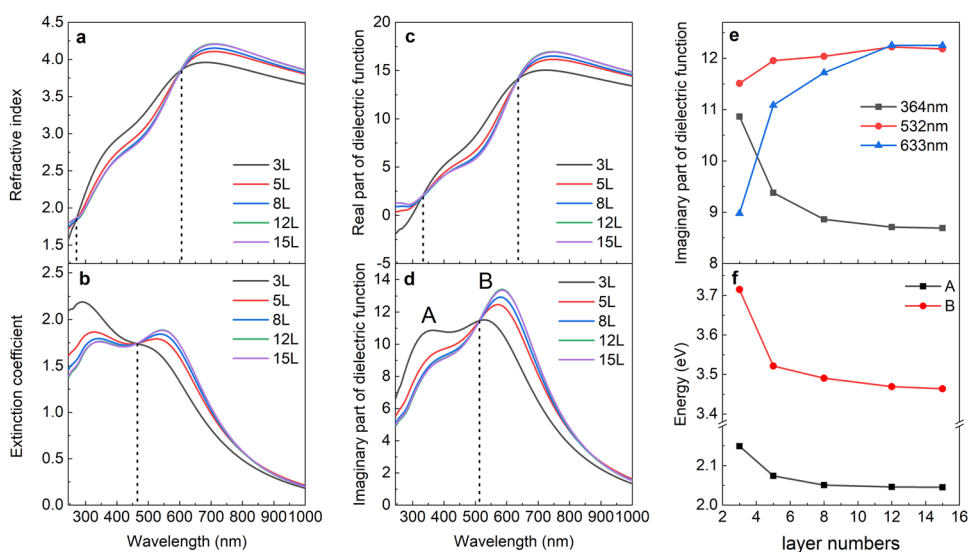 a
4.5
4.0
3.5
3.0
2.5
2.0
1.5
Refractive index
3L
5L
8L
12L
15L
b
2.5
2.0
1.5
1.0
0.5
0.0
Extinction coefficient
3L
5L
8L
12L
15L
300 400 500 600 700 800 900 1000
Wavelength (nm)
c
20
15
10
5
0
-5
Real part of dielectric function
3L
5L
8L
12L
15L
d
A
B
14
12
10
8
6
4
2
0
Imaginary part of dielectric function
3L
5L
8L
12L
15L
300 400 500 600 700 800 900 1000
Wavelength (nm)
e
12
11
10
9
8
Imaginary part of dielectric function
364nm
532nm
633nm
f
3.7
3.6
3.5
3.4
2.1
2.0
Energy (eV)
A
B
2 4 6 8 10 12 14 16
layer numbers